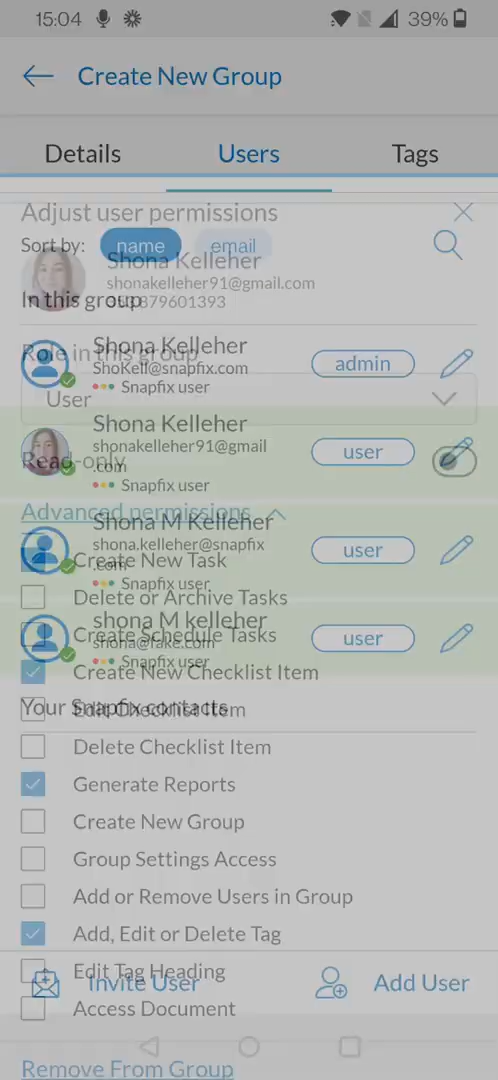 15:04
39%
Create New Group
Details
Users
Tags
Adjust user permissions
Sort by:
name
email
Shona Kelleher
shonakelleher91@gmail.com
In this group
879601393
Role in this group
Shona Kelleher
ShoKell@snapfix.com
Snapfix user
admin
User
Shona Kelleher
shonakelleher91@gmail
.com
Snapfix user
user
Read-only
Advanced permissions
Shona M Kelleher
shona.kelleher@snapfix
.com
Snapfix user
user
Create New Task
Delete or Archive Tasks
shona M kelleher
shona@fake.com
Snapfix user
user
Create Schedule Tasks
Create New Checklist Item
Your Snapfix contacts
Edit Checklist Item
Delete Checklist Item
Generate Reports
Create New Group
Group Settings Access
Add or Remove Users in Group
Add, Edit or Delete Tag
Edit Tag Heading
Invite User
Add User
Access Document
Remove From Group